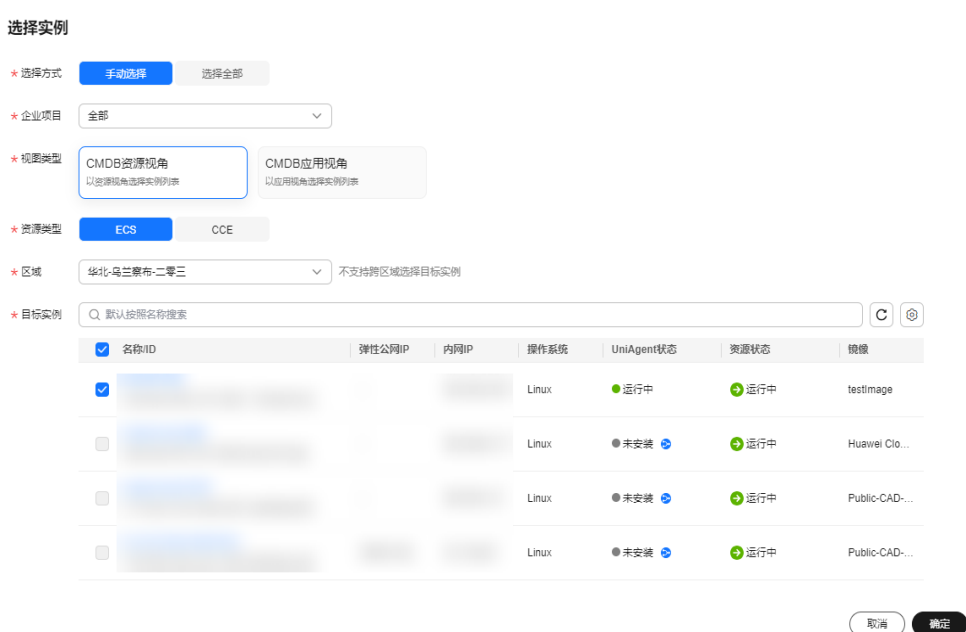 选择实例
* 选择方式 手动选择 选择全部
* 企业项目 全部
* 视图类型 CMDB资源视角 CMDB应用视角
以资源视角选择实例列表 以应用视角选择实例列表
* 资源类型 ECS CCE
* 区域 华北-乌兰察布-二零三 不支持跨区域选择目标实例
* 目标实例 默认按照名称搜索
名称/ID 弹性公网IP 内网IP 操作系统 UniAgent状态 资源状态 镜像
Linux 运行中 运行中 testImage
Linux 未安装 运行中 Huawei Clo...
Linux 未安装 运行中 Public-CAD-...
Linux 未安装 运行中 Public-CAD-...
取消 确定